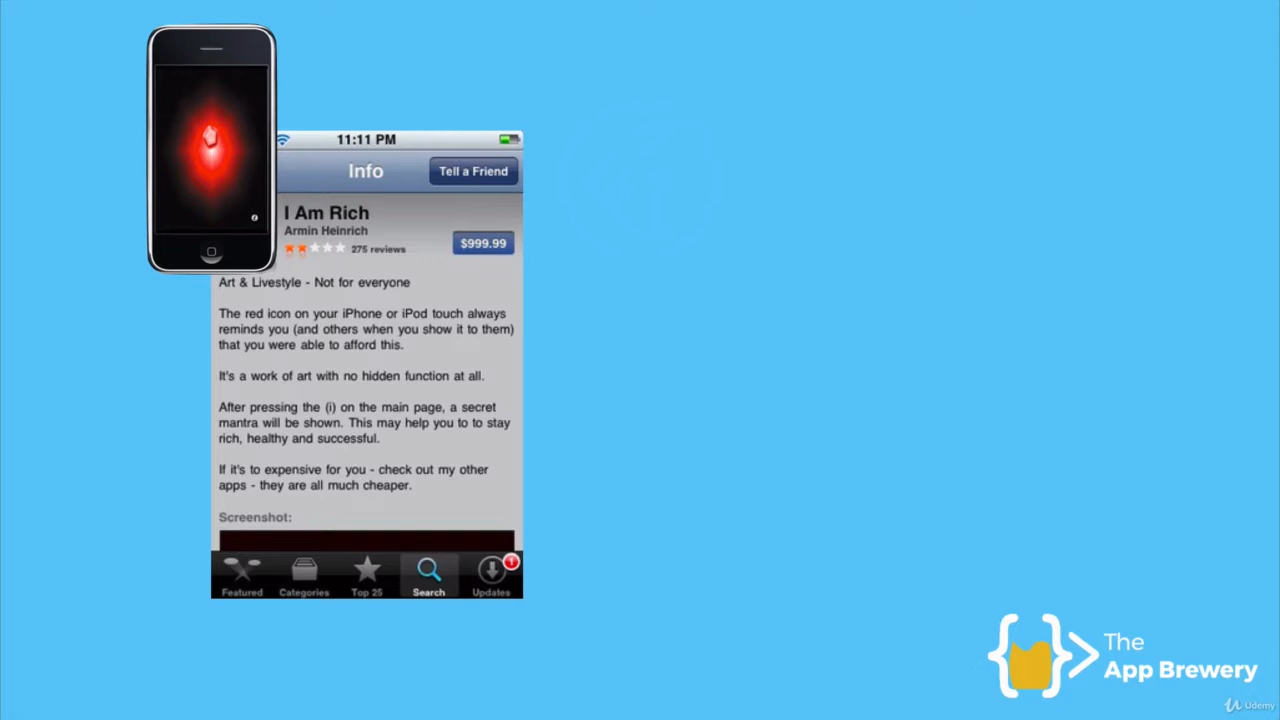 11:11 PM
Info
Tell a Friend
I Am Rich
Armin Heinrich
275 reviews
$999.99
Art & Livestyle - Not for everyone
The red icon on your iPhone or iPod touch always
reminds you (and others when you show it to them)
that you were able to afford this.
It's a work of art with no hidden function at all.
After pressing the (i) on the main page, a secret
mantra will be shown. This may help you to to stay
rich, healthy and successful.
If it's to expensive for you - check out my other
apps - they are all much cheaper.
Screenshot:
1
Featured Categories Top 25 Search Updates
The
App Brewery
Udemy